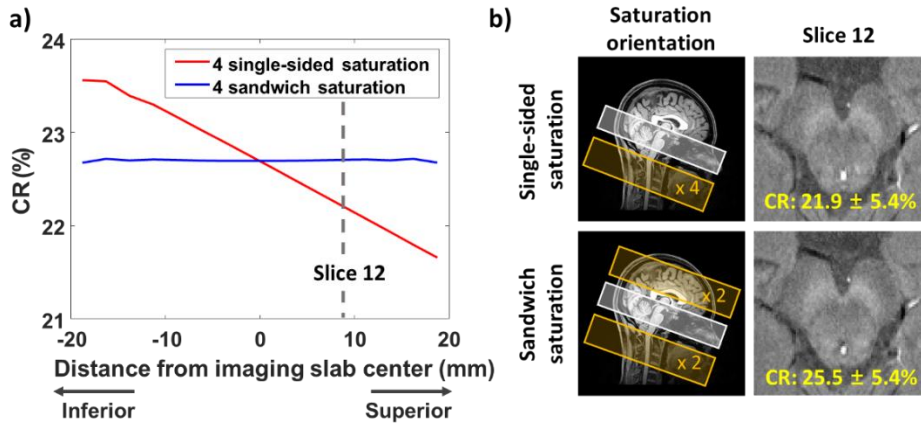 a)
24
23
22
21
CR (%)
4 single-sided saturation
4 sandwich saturation
Slice 12
-20
-10
0
10
20
Distance from imaging slab center (mm)
Inferior
Superior
b)
Saturation
orientation
Slice 12
Single-sided
saturation
x 4
CR: 21.9 ± 5.4%
Sandwich
saturation
x 2
x 2
CR: 25.5 ± 5.4%